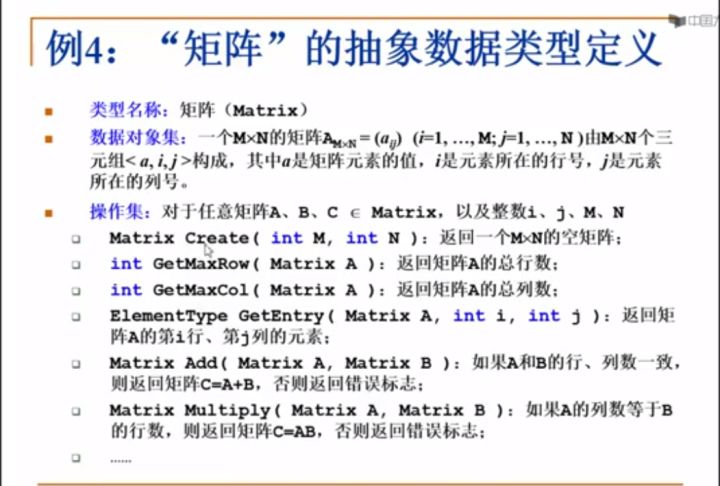 中国大
例4：“矩阵”的抽象数据类型定义
类型名称：矩阵（Matrix）
数据对象集：一个M×N的矩阵AM×N = (aij) (i=1, …, M; j=1, …, N )由M×N个三
元组< a, i, j >构成，其中a是矩阵元素的值，i是元素所在的行号，j是元素
所在的列号。
操作集：对于任意矩阵A、B、C ∈ Matrix，以及整数i、j、M、N
Matrix Create( int M, int N )：返回一个M×N的空矩阵；
int GetMaxRow( Matrix A )：返回矩阵A的总行数；
int GetMaxCol( Matrix A )：返回矩阵A的总列数；
ElementType GetEntry( Matrix A, int i, int j )：返回矩
阵A的第i行、第j列的元素；
Matrix Add( Matrix A, Matrix B )：如果A和B的行、列数一致，
则返回矩阵C=A+B，否则返回错误标志；
Matrix Multiply( Matrix A, Matrix B )：如果A的列数等于B
的行数，则返回矩阵C=AB，否则返回错误标志；
……